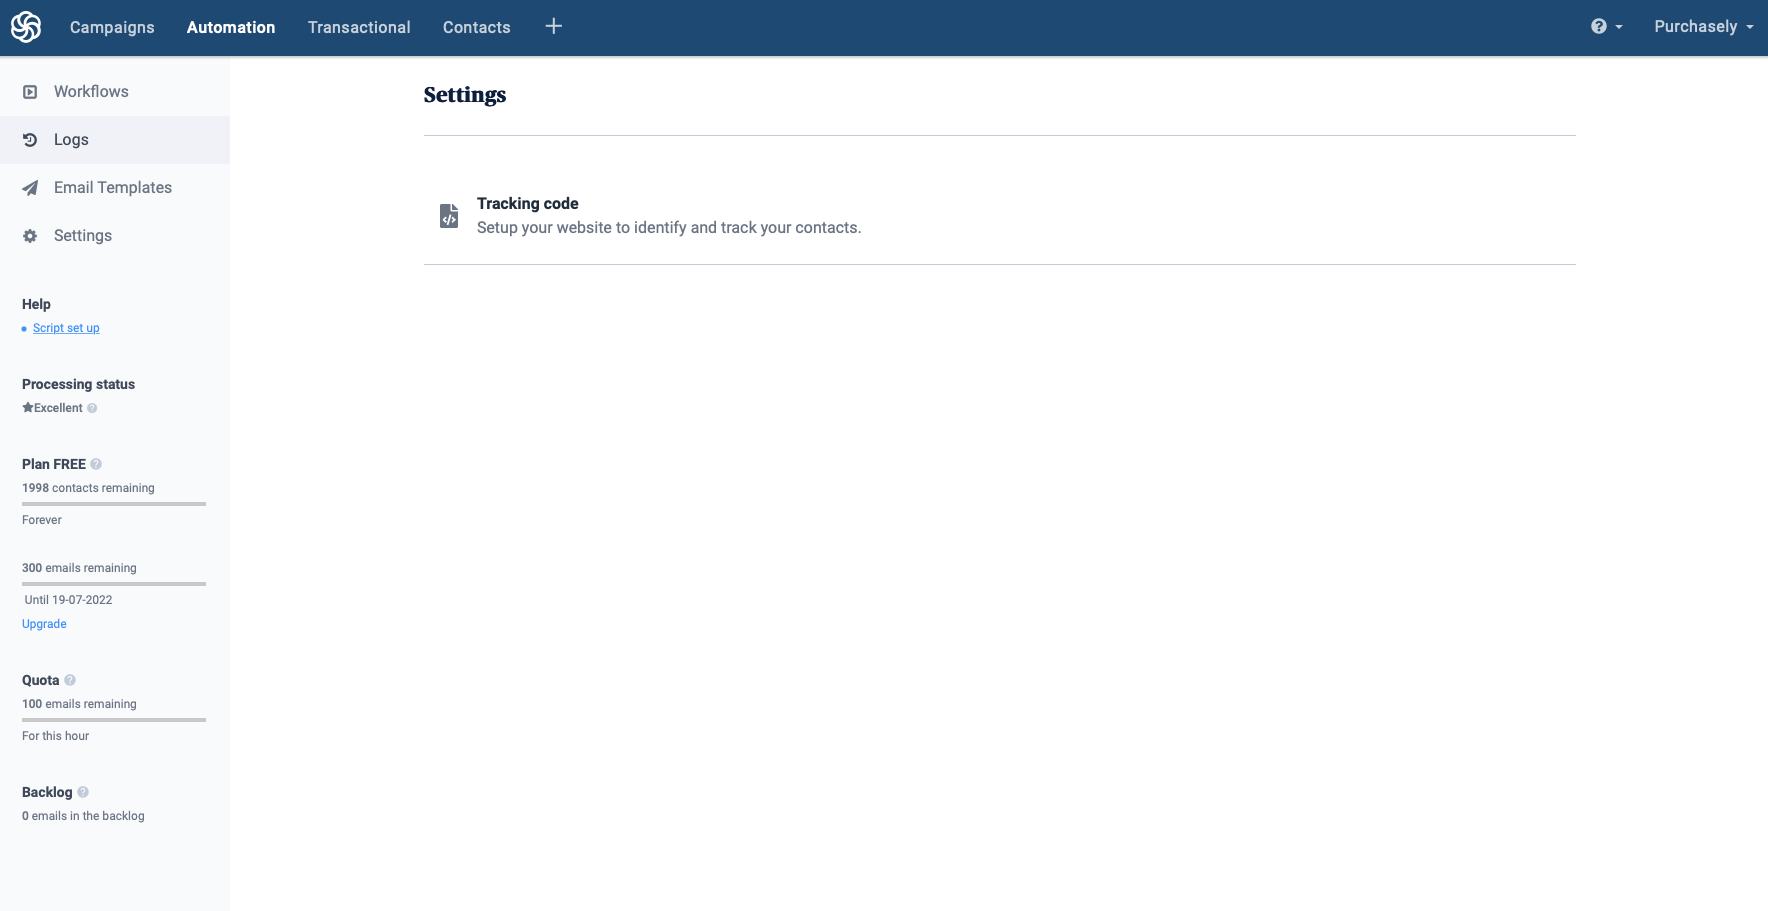 Campaigns Automation Transactional Contacts Purchasely
Workflows
Logs
Email Templates
Settings
Help
Script set up
Processing status
Excellent
Plan FREE
1998 contacts remaining
Forever
300 emails remaining
Until 19-07-2022
Upgrade
Quota
100 emails remaining
For this hour
Backlog
0 emails in the backlog
Settings
Tracking code
Setup your website to identify and track your contacts.